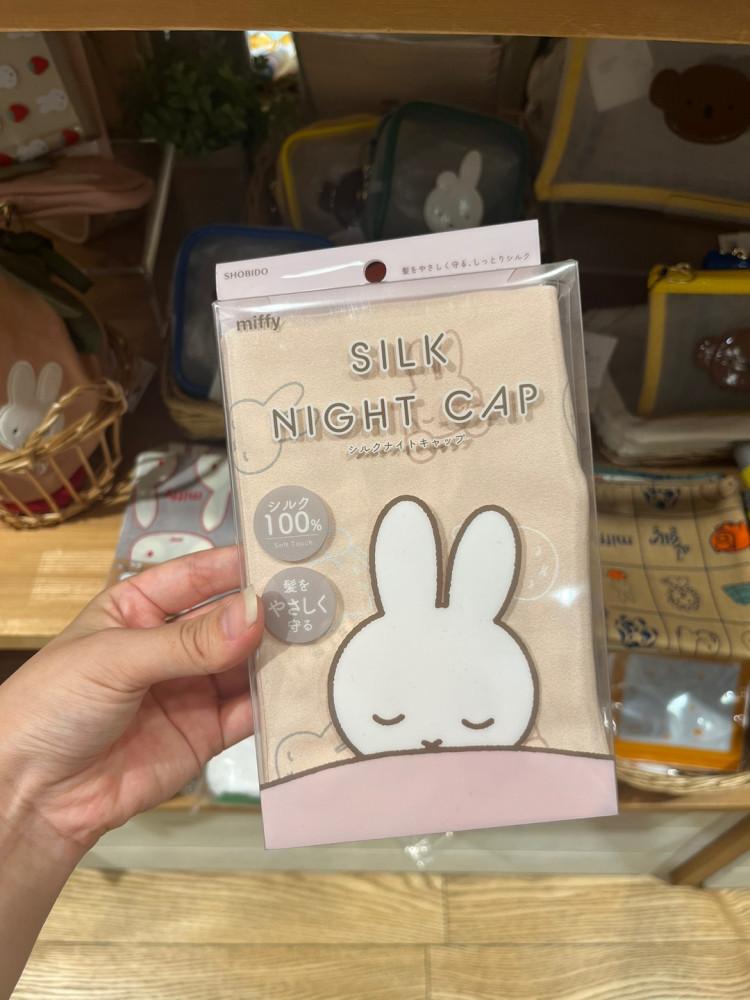 SHOBIDO
髪をやさしく守る、しっとりシルク
miffy
SILK
NIGHT CAP
シルクナイトキャップ
シルク
100%
Soft Touch
髪を
やさしく
守る
miffy
miffy